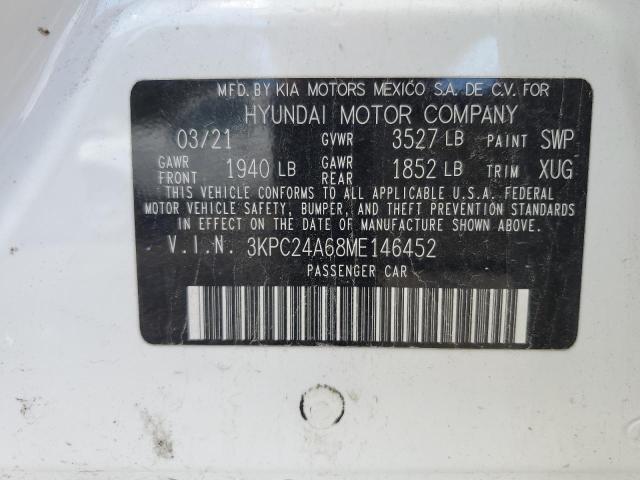 MFD. BY KIA MOTORS MEXICO S.A. DE C.V. FOR
HYUNDAI MOTOR COMPANY
03/21 GVWR 3527 LB PAINT SWP
GAWR FRONT 1940 LB GAWR REAR 1852 LB TRIM XUG
THIS VEHICLE CONFORMS TO ALL APPLICABLE U.S.A. FEDERAL
MOTOR VEHICLE SAFETY, BUMPER, AND THEFT PREVENTION STANDARDS
IN EFFECT ON THE DATE OF MANUFACTURE SHOWN ABOVE.
V.I.N. 3KPC24A68ME146452
PASSENGER CAR